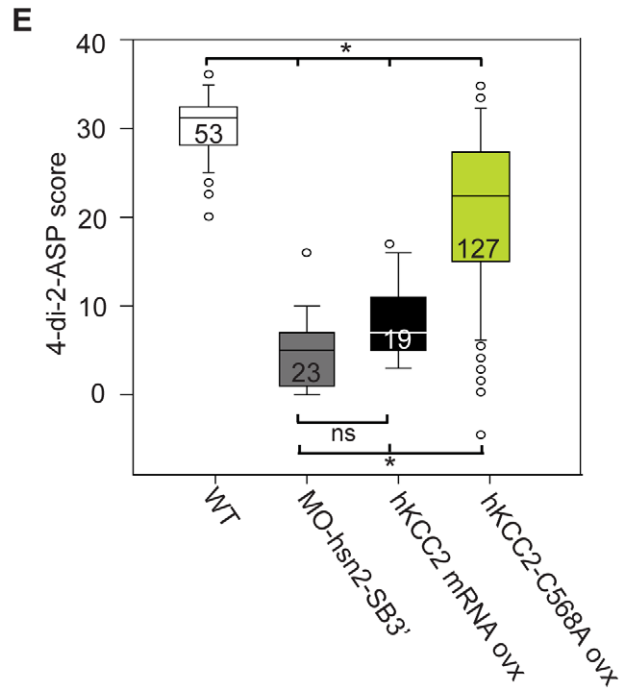 E
4-di-2-ASP score
40
30
20
10
0
*
53
23
19
127
ns
*
WT
MO-hsn2-SB3'
hKCC2 mRNA ovx
hKCC2-C568A ovx